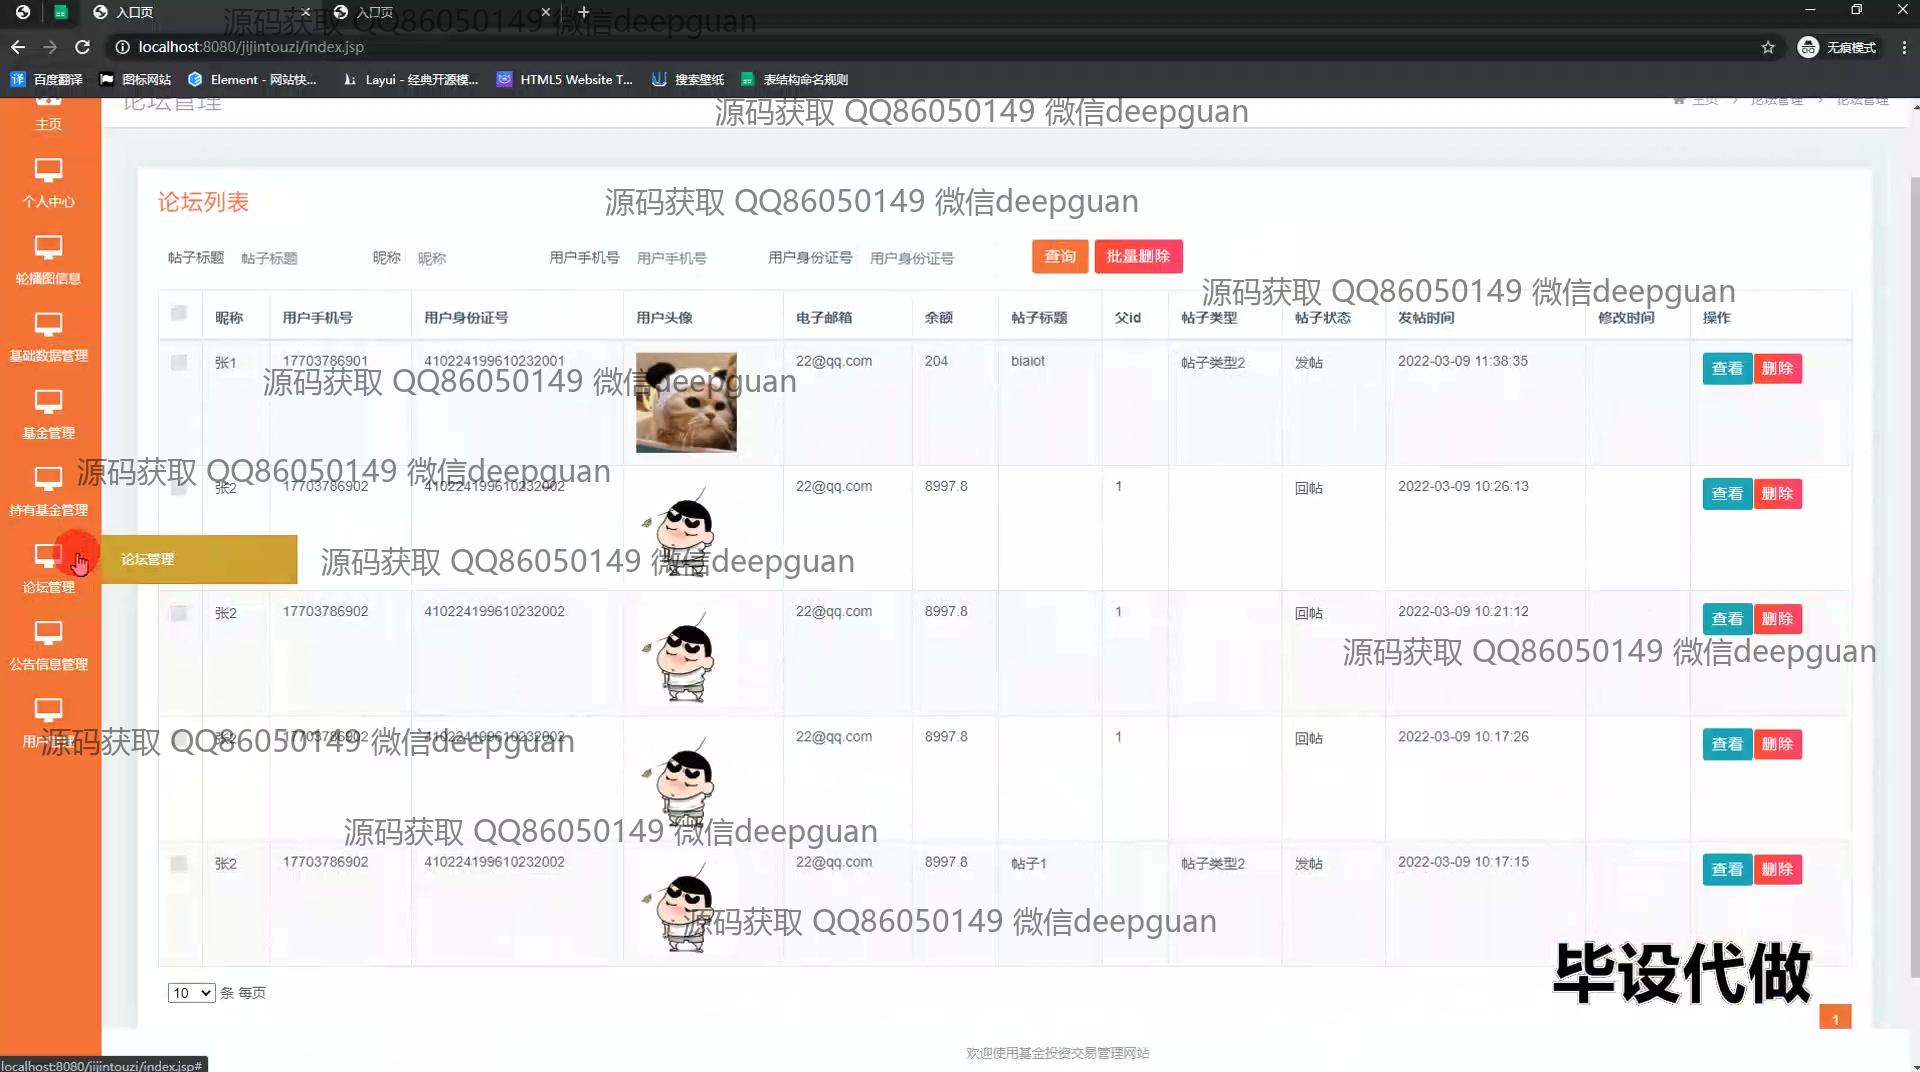 入口页
入口页
源码获取 QQ86050149 微信deepguan
localhost:8080/jijintouzi/index.jsp
无痕模式
百度翻译
图标网站
Element - 网站快...
Layui - 经典开源模...
HTML5 Website T...
搜索壁纸
表结构命名规则
论坛管理
主页 > 论坛管理 > 论坛管理
源码获取 QQ86050149 微信deepguan
主页
个人中心
轮播图信息
基础数据管理
基金管理
持有基金管理
论坛管理
论坛管理
公告信息管理
用户管理
论坛列表
源码获取 QQ86050149 微信deepguan
帖子标题 帖子标题 昵称 昵称 用户手机号 用户手机号 用户身份证号 用户身份证号 查询 批量删除
源码获取 QQ86050149 微信deepguan
昵称 用户手机号 用户身份证号 用户头像 电子邮箱 余额 帖子标题 父id 帖子类型 帖子状态 发帖时间 修改时间 操作
张1 17703786901 410224199610232001 22@qq.com 204 biaiot 帖子类型2 发帖 2022-03-09 11:38:35 查看 删除
源码获取 QQ86050149 微信deepguan
源码获取 QQ86050149 微信deepguan
张2 17703786902 410224199610232002 22@qq.com 8997.8 1 回帖 2022-03-09 10:26:13 查看 删除
源码获取 QQ86050149 微信deepguan
张2 17703786902 410224199610232002 22@qq.com 8997.8 1 回帖 2022-03-09 10:21:12 查看 删除
源码获取 QQ86050149 微信deepguan
张2 17703786902 410224199610232002 22@qq.com 8997.8 1 回帖 2022-03-09 10:17:26 查看 删除
源码获取 QQ86050149 微信deepguan
源码获取 QQ86050149 微信deepguan
张2 17703786902 410224199610232002 22@qq.com 8997.8 帖子1 帖子类型2 发帖 2022-03-09 10:17:15 查看 删除
源码获取 QQ86050149 微信deepguan
毕设代做
10 条 每页
1
欢迎使用基金投资交易管理网站
localhost:8080/jijintouzi/index.jsp#